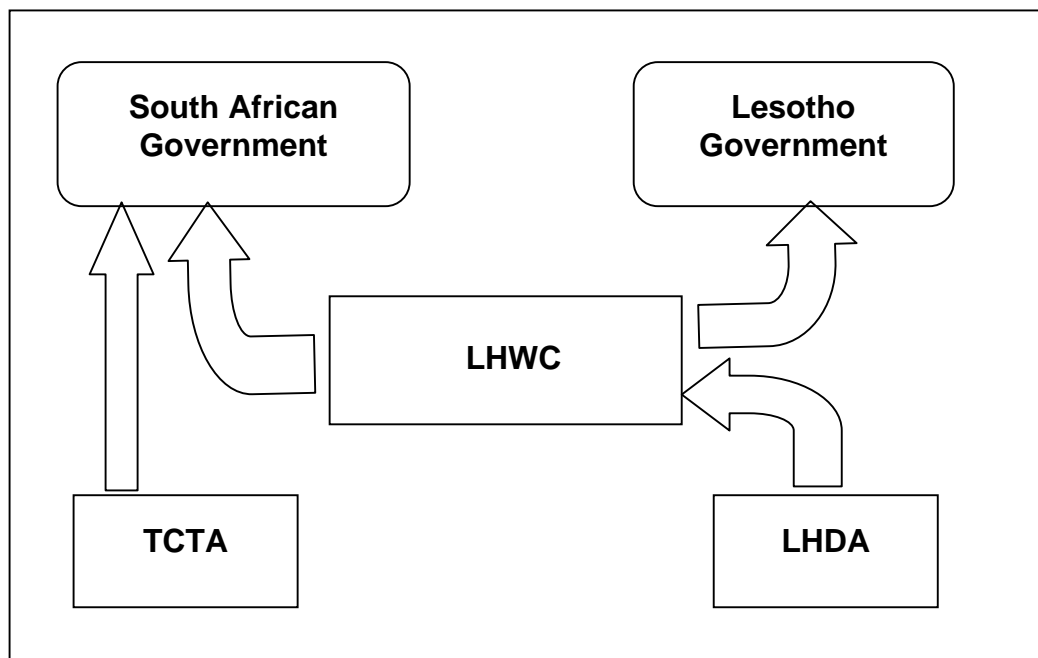 South African
Government
Lesotho
Government
LHWC
TCTA
LHDA